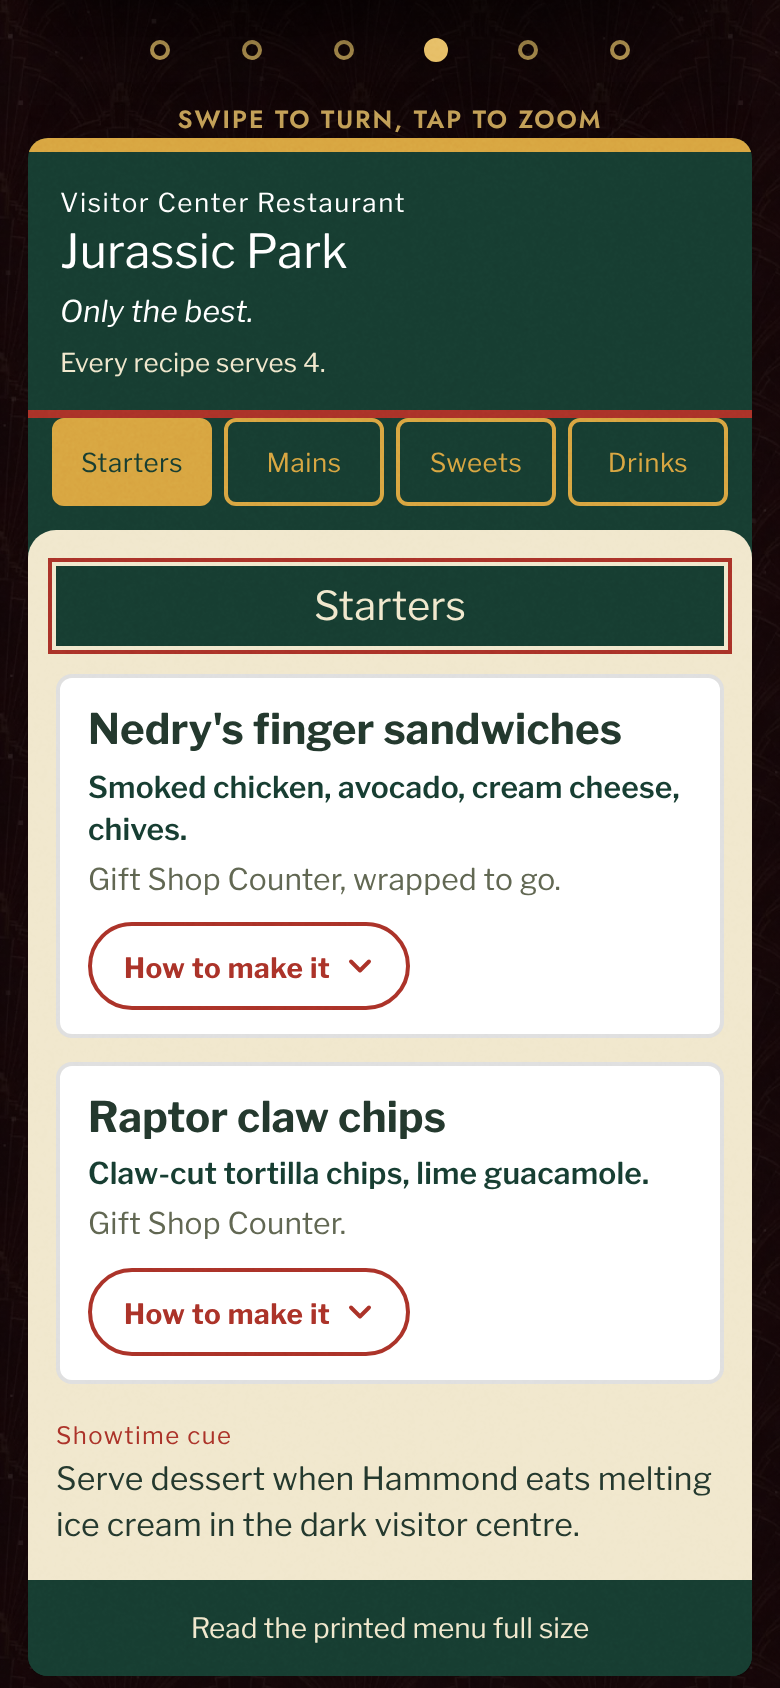 SWIPE TO TURN, TAP TO ZOOM
Visitor Center Restaurant
Jurassic Park
Only the best.
Every recipe serves 4.
Starters
Mains
Sweets
Drinks
Starters
Nedry's finger sandwiches
Smoked chicken, avocado, cream cheese,
chives.
Gift Shop Counter, wrapped to go.
How to make it
Raptor claw chips
Claw-cut tortilla chips, lime guacamole.
Gift Shop Counter.
How to make it
Showtime cue
Serve dessert when Hammond eats melting
ice cream in the dark visitor centre.
Read the printed menu full size